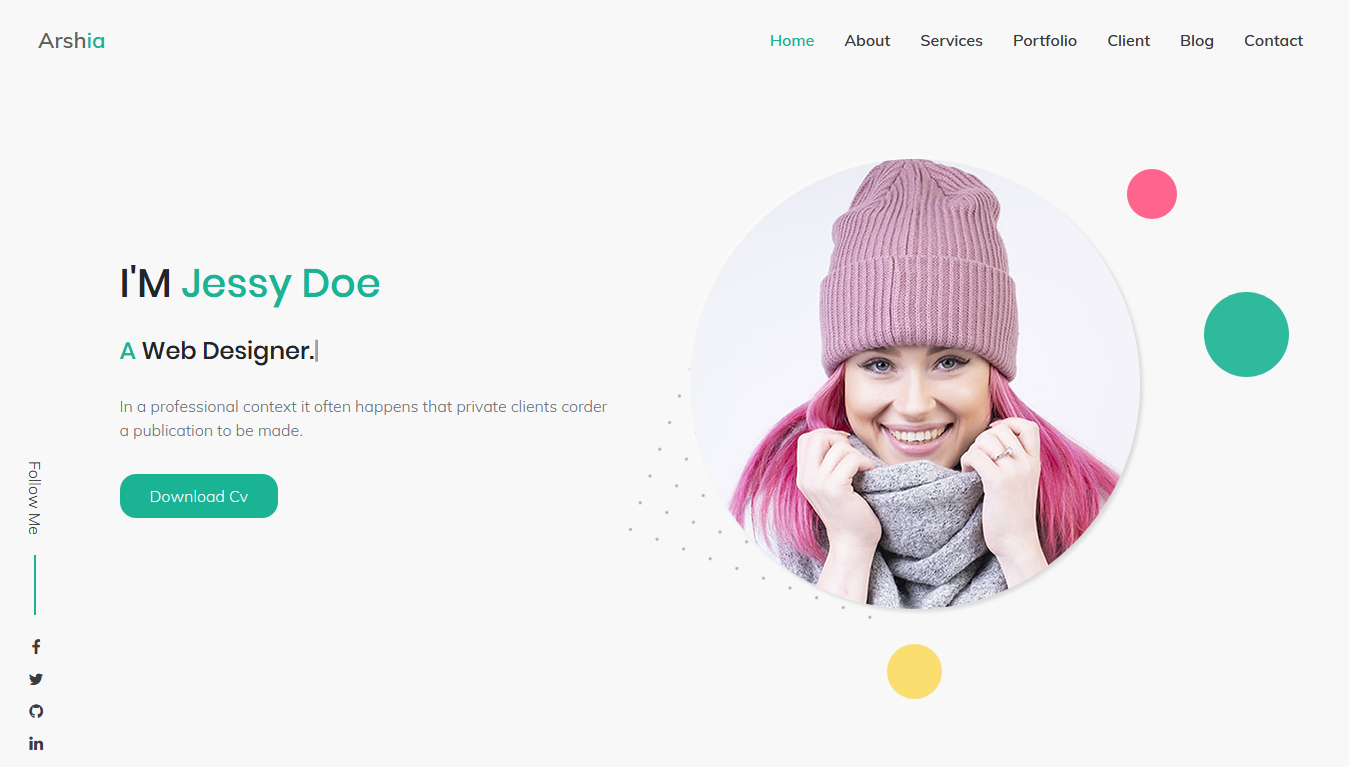 Arshia
Home About Services Portfolio Client Blog Contact
I'M Jessy Doe
A Web Designer.|
In a professional context it often happens that private clients corder
a publication to be made.
Download Cv
Follow Me